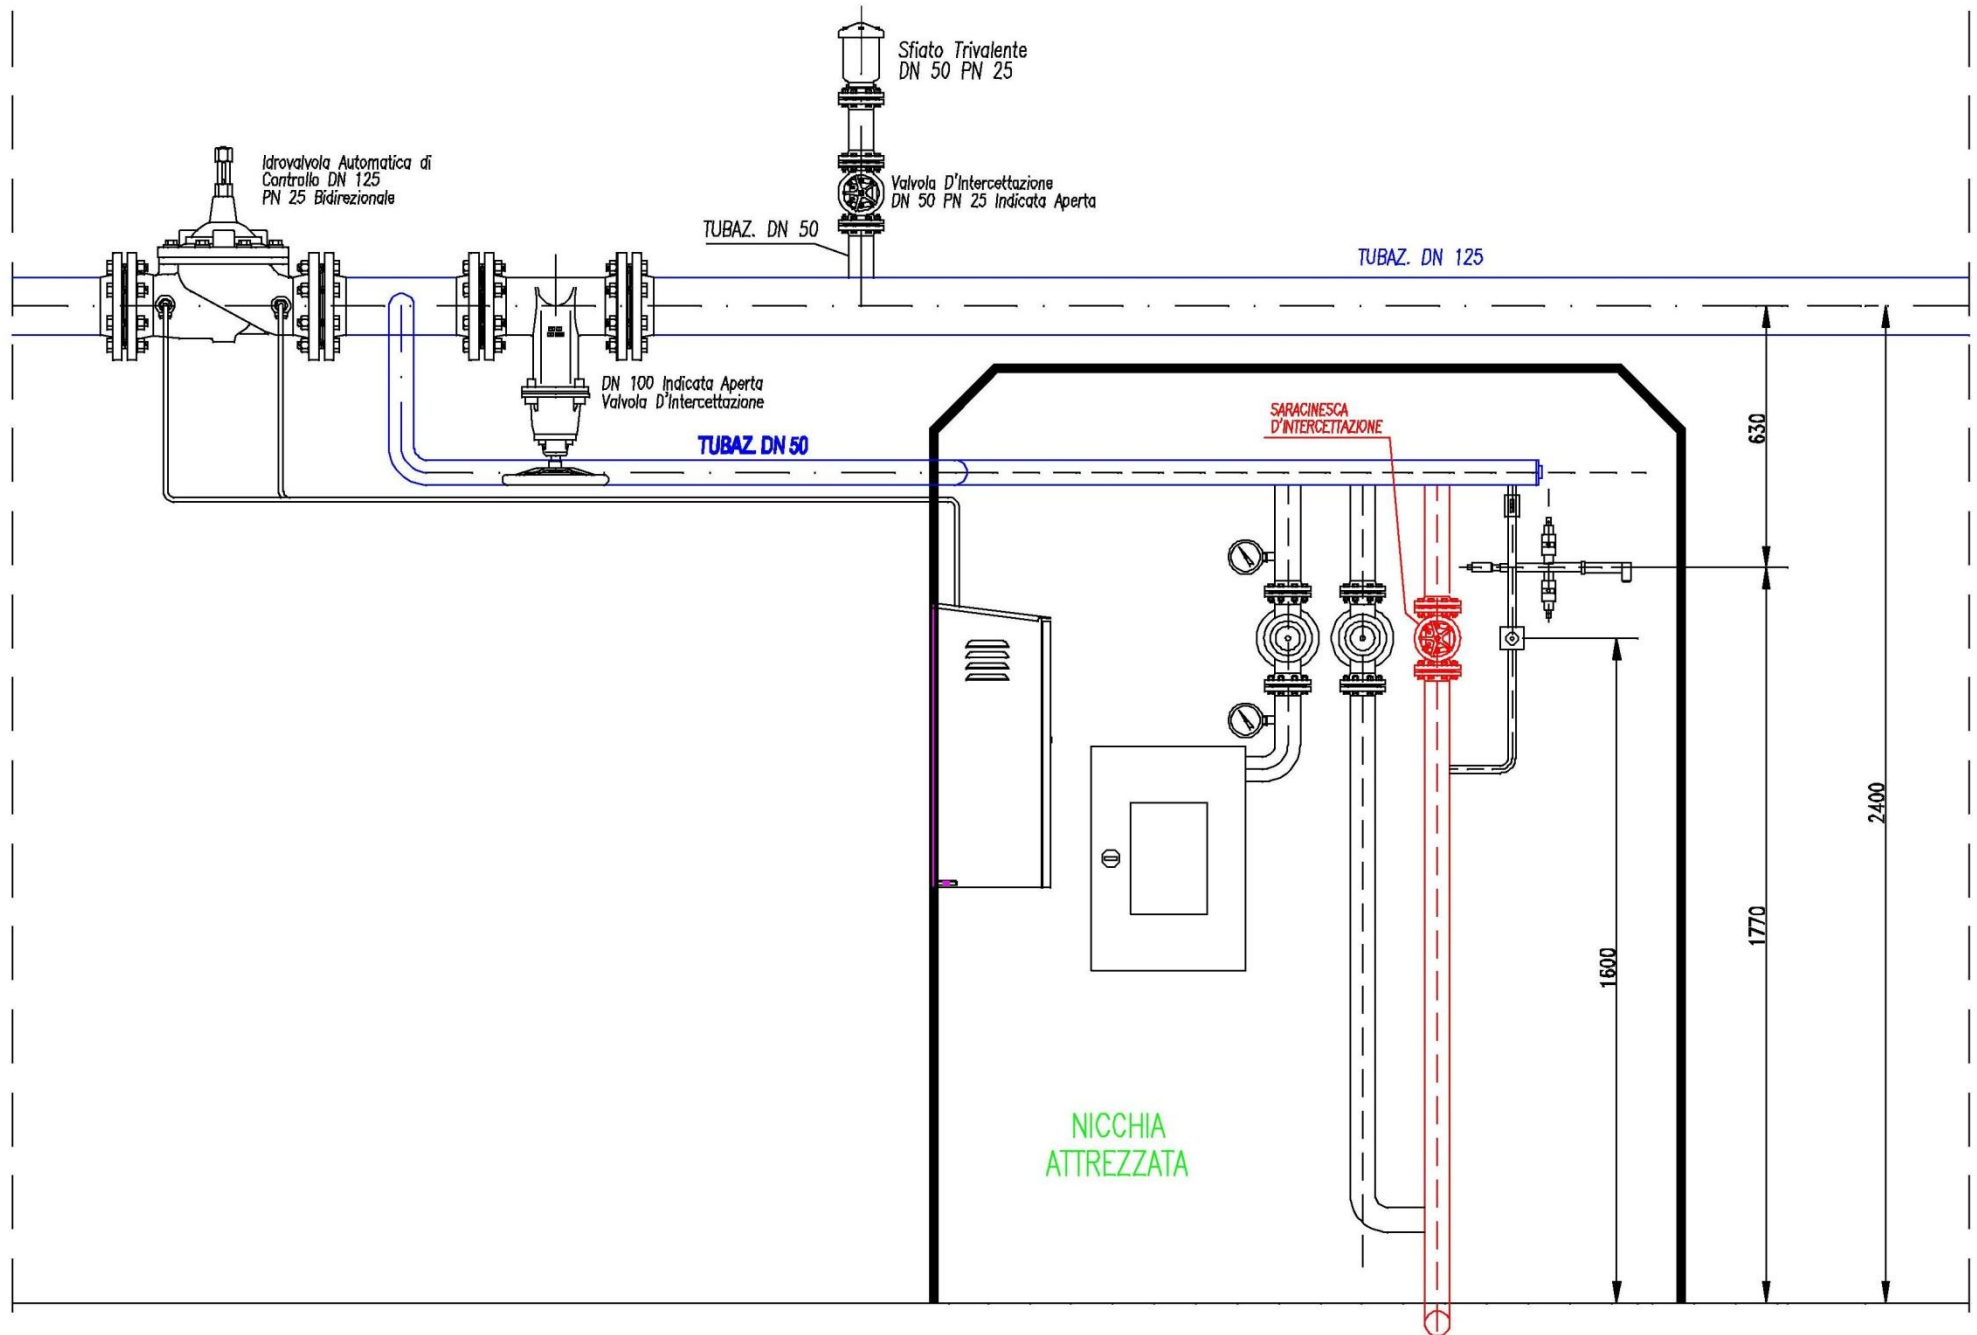 Sfiato Trivalente
DN 50 PN 25
Idrovalvola Automatica di
Controllo DN 125
PN 25 Bidirezionale
Valvola D'Intercettazione
DN 50 PN 25 Indicata Aperta
TUBAZ. DN 50
TUBAZ. DN 125
DN 100 Indicata Aperta
Valvola D'Intercettazione
TUBAZ. DN 50
SARACINESCA
D'INTERCETTAZIONE
630
2400
1770
1600
NICCHIA
ATTREZZATA